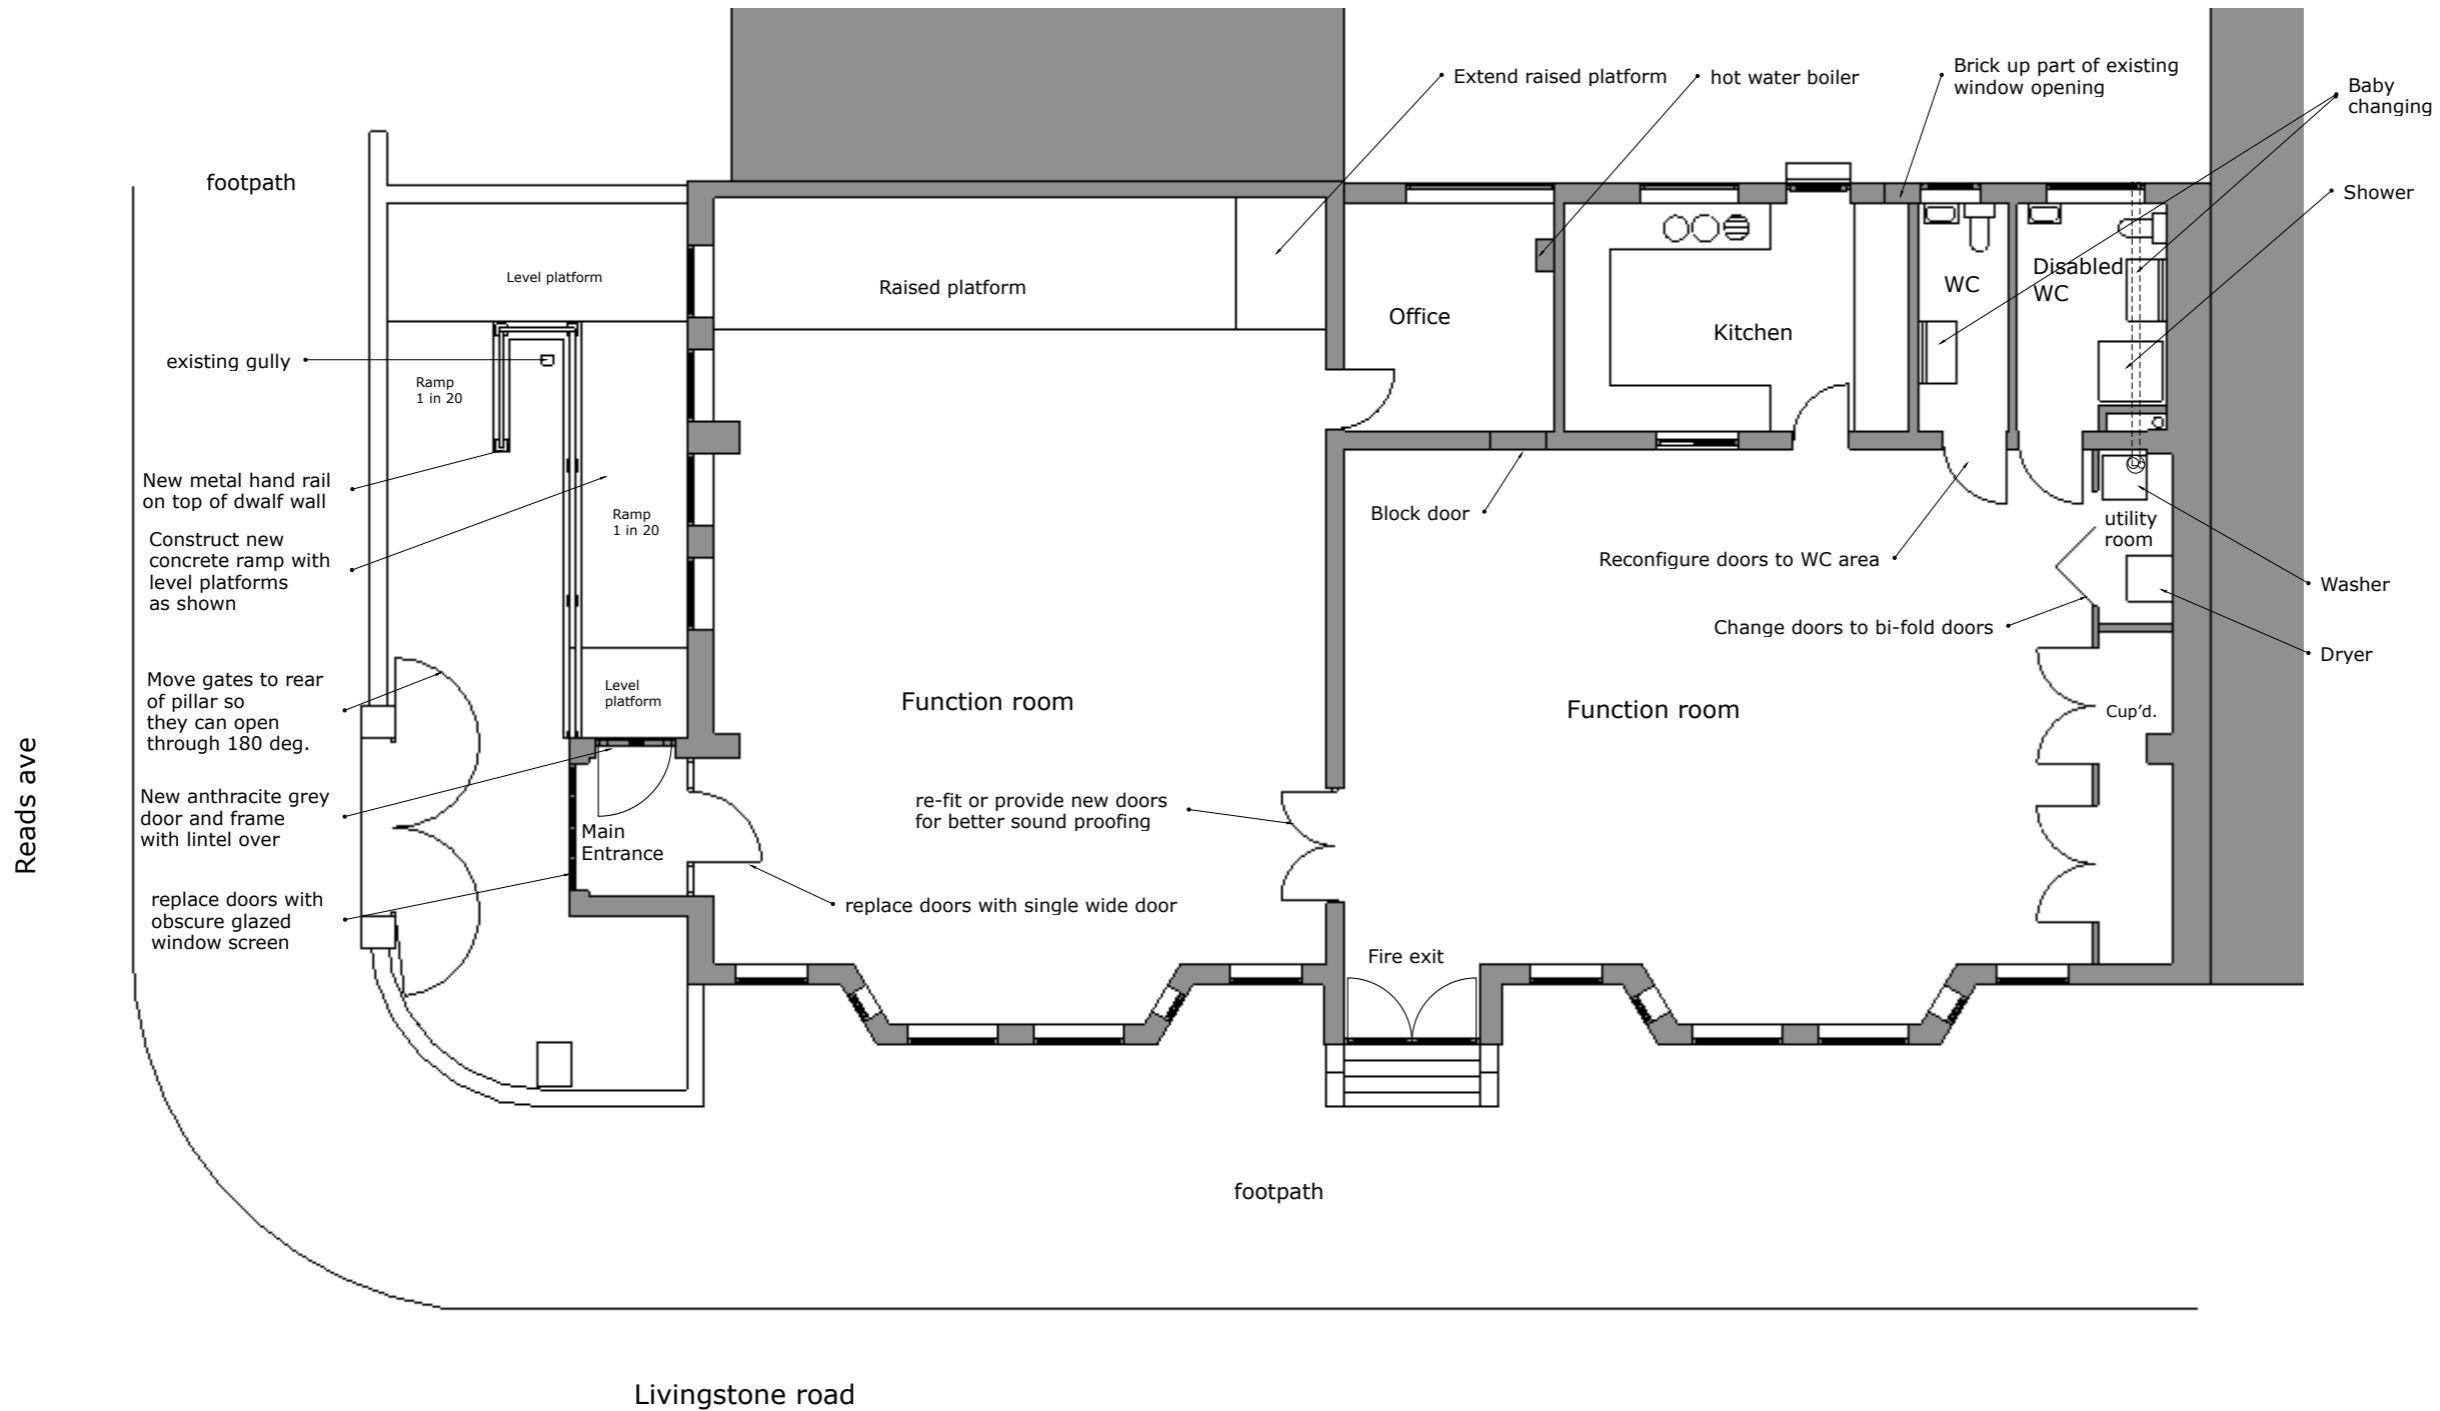 Extend raised platform
hot water boiler
Brick up part of existing
window opening
Baby
changing
footpath
Shower
Level platform
Raised platform
Office
Kitchen
WC
Disabled
WC
existing gully
Ramp
1 in 20
New metal hand rail
on top of dwalf wall
Ramp
1 in 20
Block door
utility
room
Construct new
concrete ramp with
level platforms
as shown
Reconfigure doors to WC area
Washer
Change doors to bi-fold doors
Dryer
Move gates to rear
of pillar so
they can open
through 180 deg.
Level
platform
Function room
Function room
Cup'd.
Reads ave
New anthracite grey
door and frame
with lintel over
Main
Entrance
re-fit or provide new doors
for better sound proofing
replace doors with
obscure glazed
window screen
replace doors with single wide door
Fire exit
footpath
Livingstone road